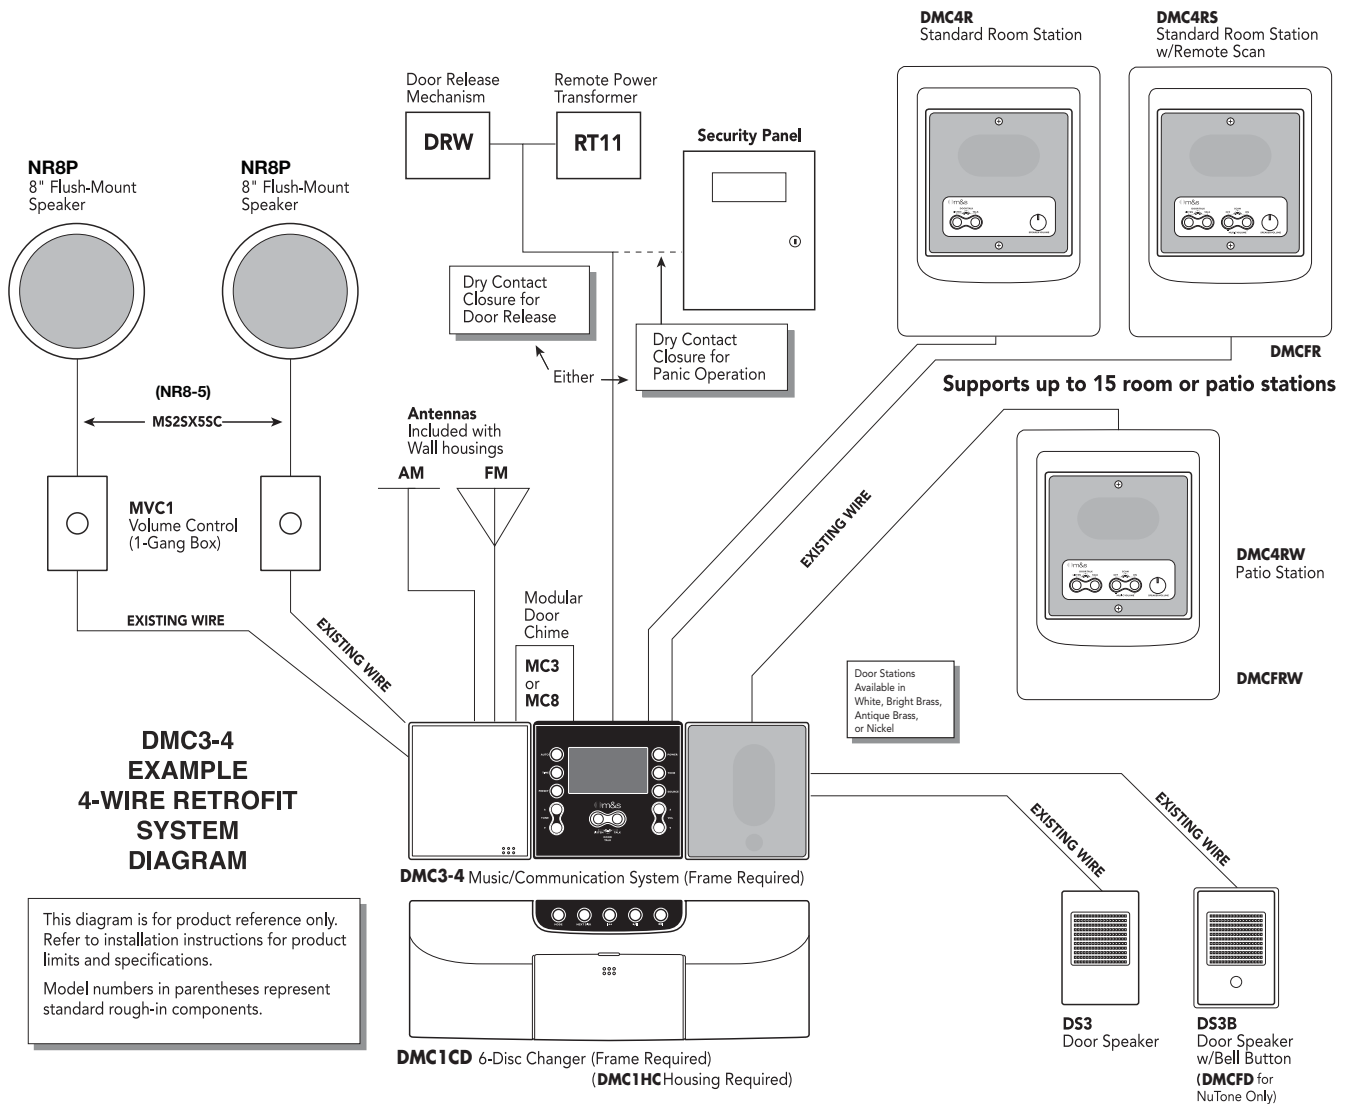 DMC4R
Standard Room Station
DMC4RS
Standard Room Station
w/Remote Scan
Door Release
Mechanism
DRW
Remote Power
Transformer
RT11
Security Panel
NR8P
8" Flush-Mount
Speaker
NR8P
8" Flush-Mount
Speaker
m&s
m&s
Dry Contact
Closure for
Door Release
Dry Contact
Closure for
Panic Operation
Either
DMCFR
Supports up to 15 room or patio stations
(NR8-5)
MS2SX5SC
Antennas
Included with
Wall housings
AM
FM
MVC1
Volume Control
(1-Gang Box)
EXISTING WIRE
EXISTING WIRE
EXISTING WIRE
m&s
DMC4RW
Patio Station
DMCFRW
Modular
Door
Chime
MC3
or
MC8
Door Stations
Available in
White, Bright Brass,
Antique Brass,
or Nickel
DMC3-4
EXAMPLE
4-WIRE RETROFIT
SYSTEM
DIAGRAM
m&s
EXISTING WIRE
EXISTING WIRE
DMC3-4 Music/Communication System (Frame Required)
This diagram is for product reference only.
Refer to installation instructions for product
limits and specifications.
Model numbers in parentheses represent
standard rough-in components.
DMC1CD 6-Disc Changer (Frame Required)
(DMC1HC Housing Required)
DS3
Door Speaker
DS3B
Door Speaker
w/Bell Button
(DMCFD for
NuTone Only)